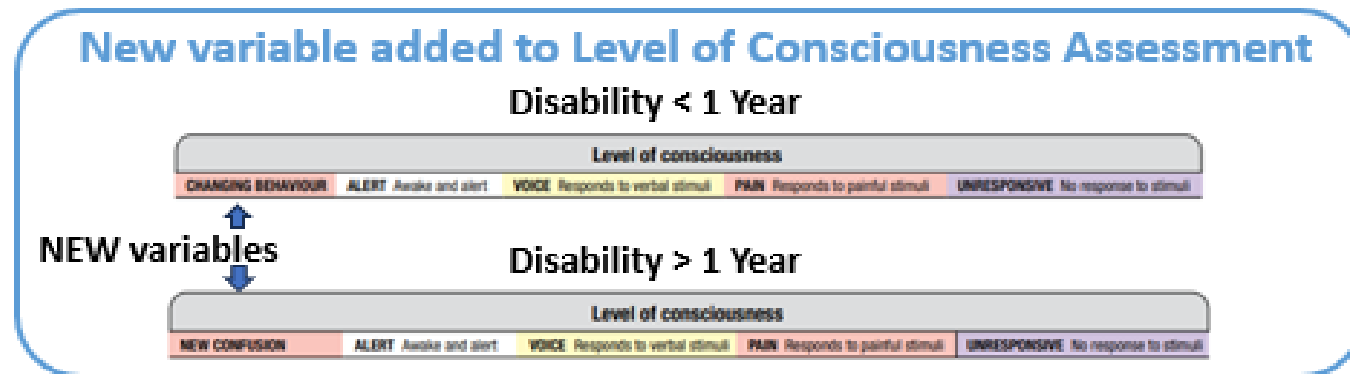 New variable added to Level of Consciousness Assessment
Disability < 1 Year
Level of consciousness
CHANGING BEHAVIOUR ALERT Awake and alert VOICE Responds to verbal stimuli PAIN Responds to painful stimuli UNRESPONSIVE No response to stimuli
NEW variables
Disability > 1 Year
Level of consciousness
NEW CONFUSION ALERT Awake and alert VOICE Responds to verbal stimuli PAIN Responds to painful stimuli UNRESPONSIVE No response to stimuli